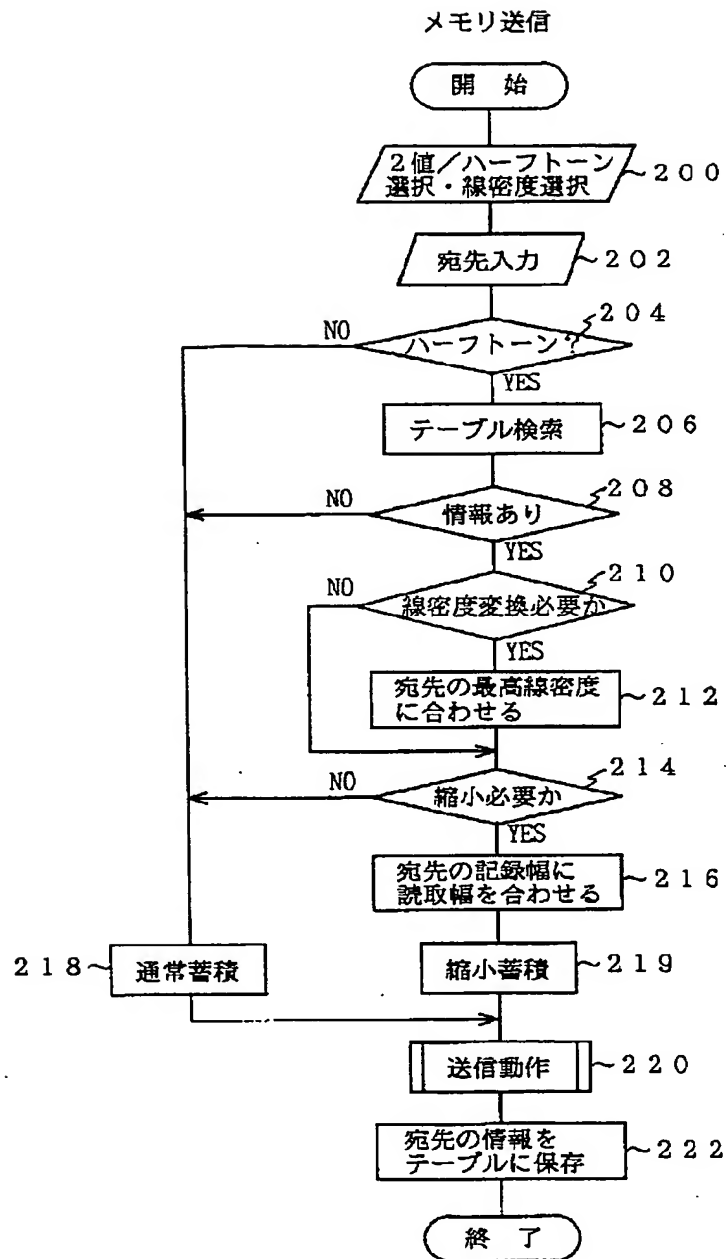 メモリ送信
開 始
2値/ハーフトーン
選択・線密度選択
200
宛先入力
202
204
NO
ハーフトーン?
YES
テーブル検索
206
208
NO
情報あり
YES
210
NO
線密度変換必要か
YES
宛先の最高線密度
に合わせる
212
214
NO
縮小必要か
YES
宛先の記録幅に
読取幅を合わせる
216
218
通常蓄積
縮小蓄積
219
送信動作
220
宛先の情報を
テーブルに保存
222
終 了